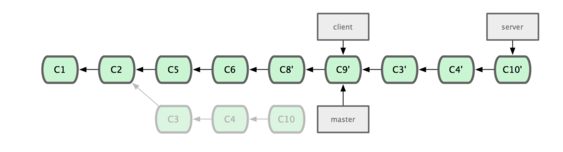 client server
C1 C2 C5 C6 C8' C9' C3' C4' C10'
C3 C4 C10 master